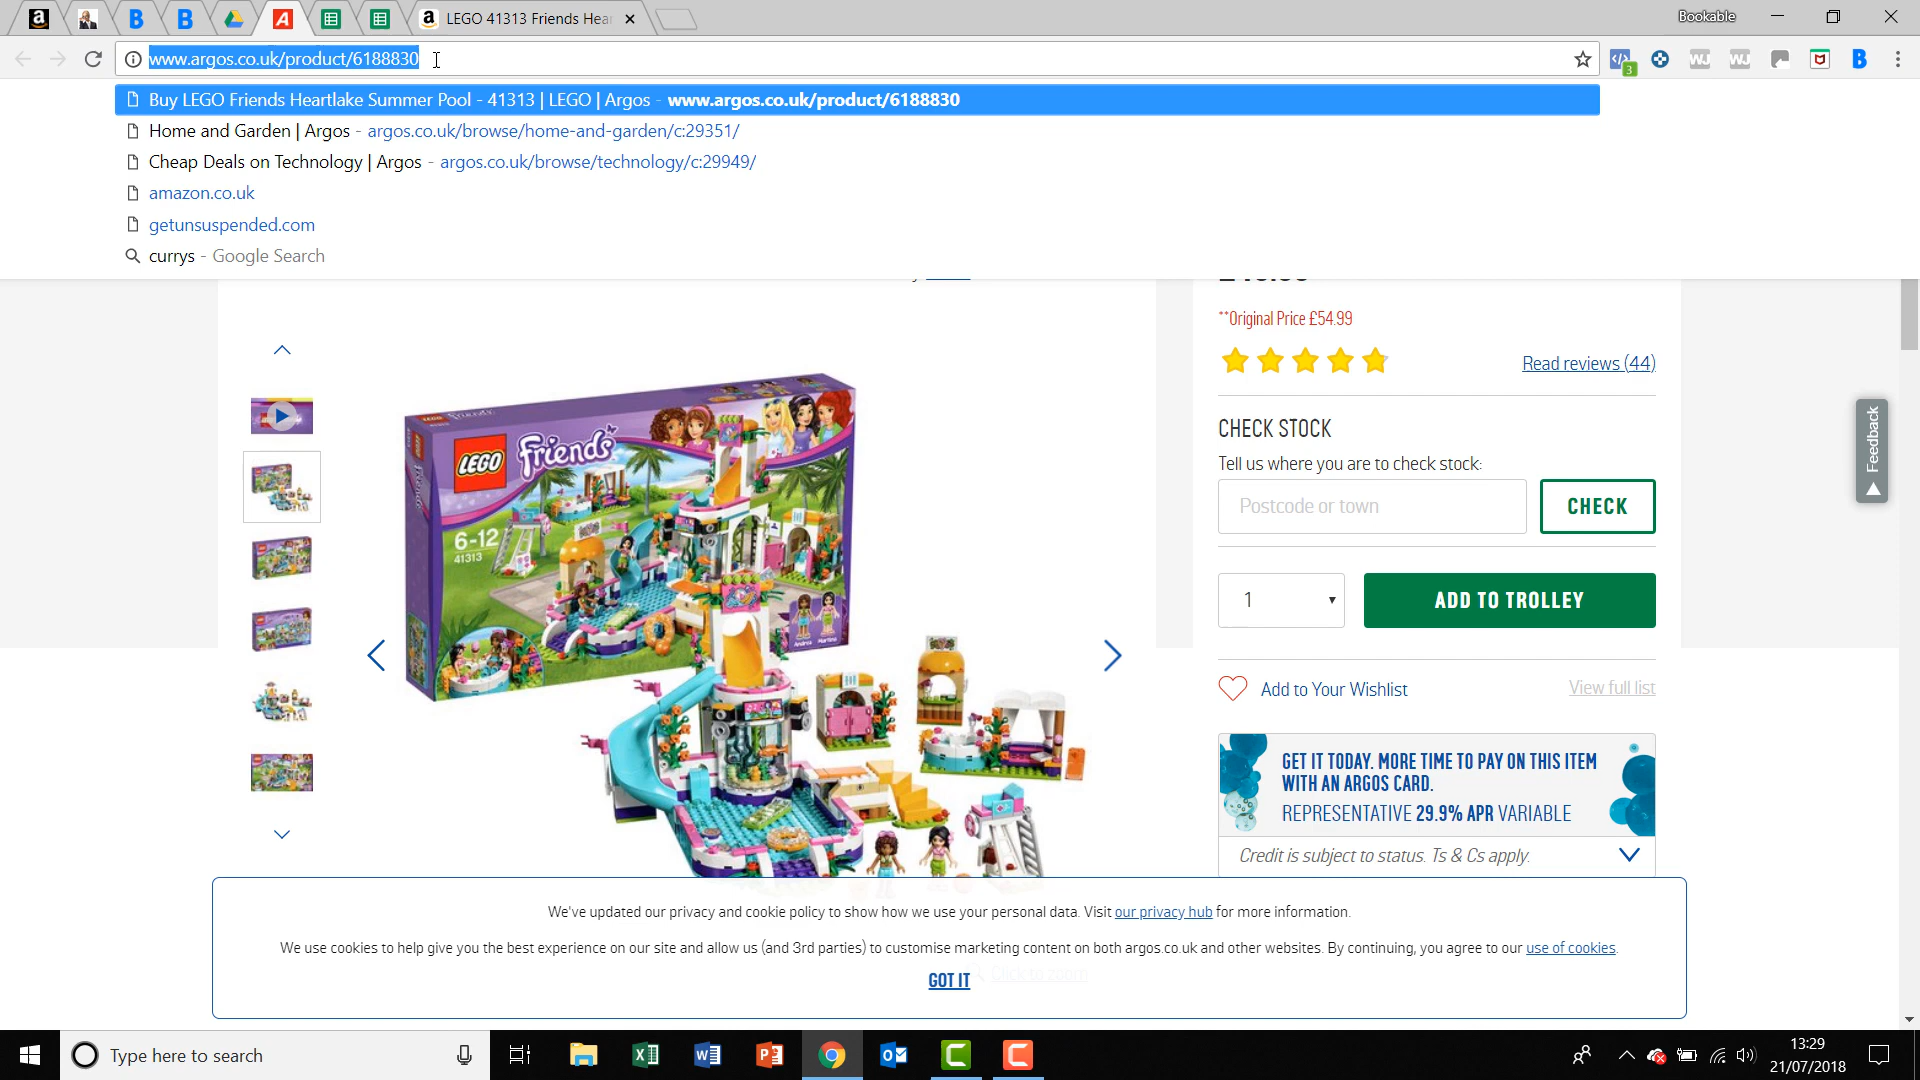 LEGO 41313 Friends Hea
Bookable
www.argos.co.uk/product/6188830
3
Buy LEGO Friends Heartlake Summer Pool - 41313 | LEGO | Argos - www.argos.co.uk/product/6188830
Home and Garden | Argos - argos.co.uk/browse/home-and-garden/c:29351/
Cheap Deals on Technology | Argos - argos.co.uk/browse/technology/c:29949/
amazon.co.uk
getunsuspended.com
currys - Google Search
**Original Price £54.99
Read reviews (44)
CHECK STOCK
Tell us where you are to check stock:
Postcode or town
CHECK
1
ADD TO TROLLEY
Add to Your Wishlist
View full list
GET IT TODAY. MORE TIME TO PAY ON THIS ITEM
WITH AN ARGOS CARD.
REPRESENTATIVE 29.9% APR VARIABLE
Credit is subject to status. Ts & Cs apply.
Feedback
LEGO Friends
6-12
41313
Andrea
Martina
We've updated our privacy and cookie policy to show how we use your personal data. Visit our privacy hub for more information.
We use cookies to help give you the best experience on our site and allow us (and 3rd parties) to customise marketing content on both argos.co.uk and other websites. By continuing, you agree to our use of cookies.
GOT IT
Click to zoom
Type here to search
13:29
21/07/2018